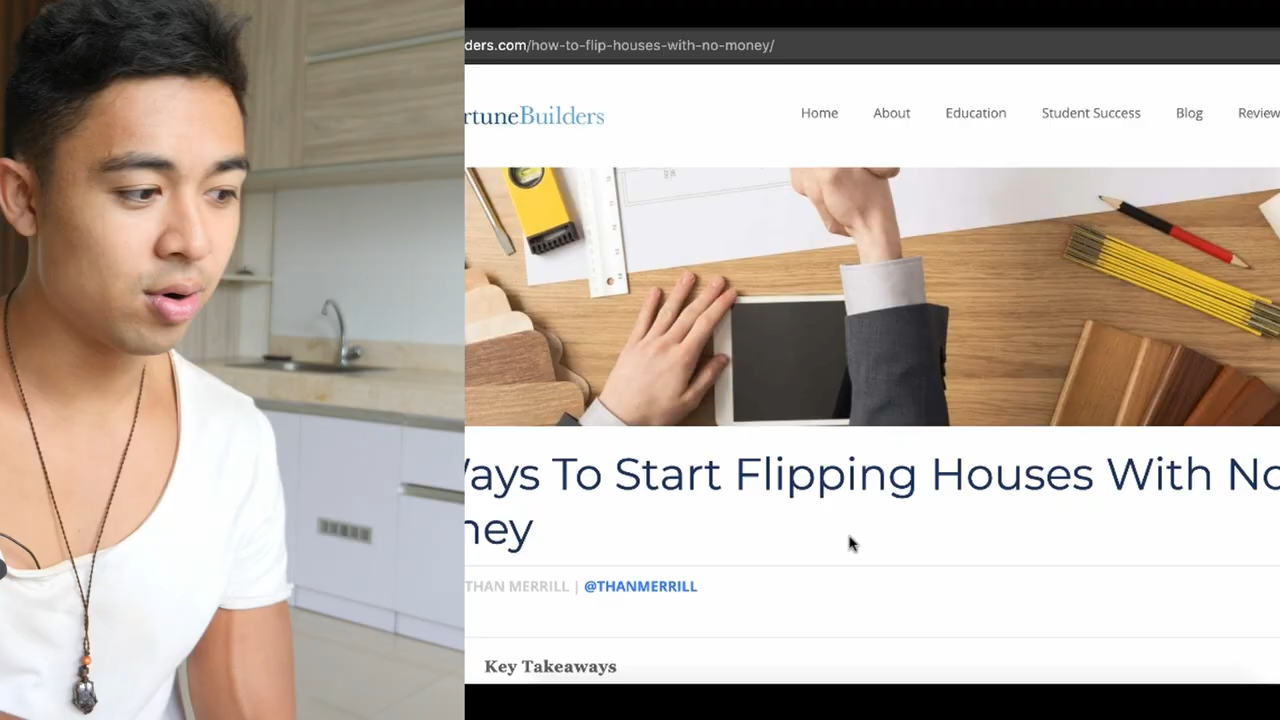 ders.com/how-to-flip-houses-with-no-money/
rtuneBuilders
Home About Education Student Success Blog Review
Ways To Start Flipping Houses With No
ney
THAN MERRILL | @THANMERRILL
Key Takeaways